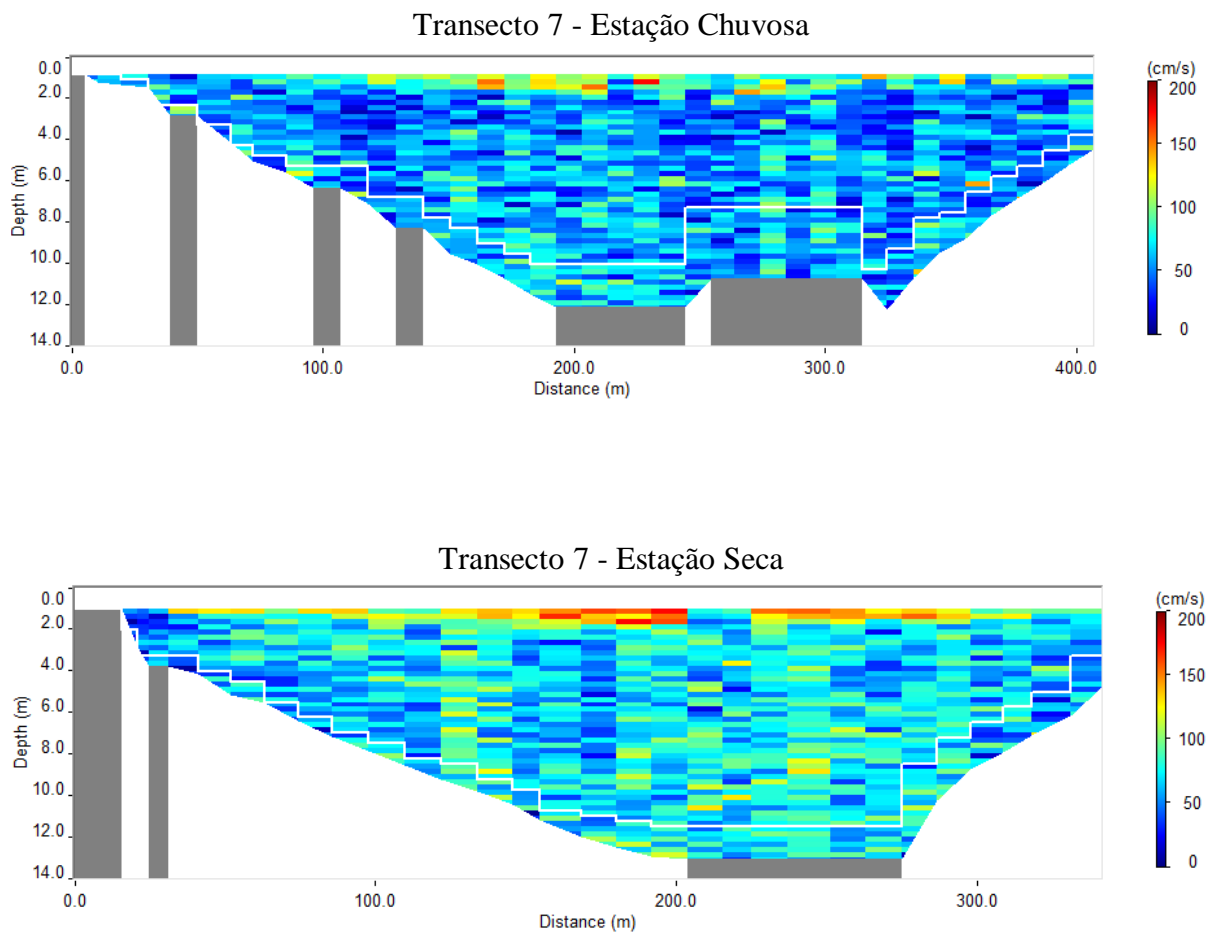 Transecto 7 - Estação Chuvosa
(cm/s)
200
150
100
50
0
Depth (m)
0.0
2.0
4.0
6.0
8.0
10.0
12.0
14.0
0.0 100.0 200.0 300.0 400.0
Distance (m)
Transecto 7 - Estação Seca
(cm/s)
200
150
100
50
0
Depth (m)
0.0
2.0
4.0
6.0
8.0
10.0
12.0
14.0
0.0 100.0 200.0 300.0
Distance (m)